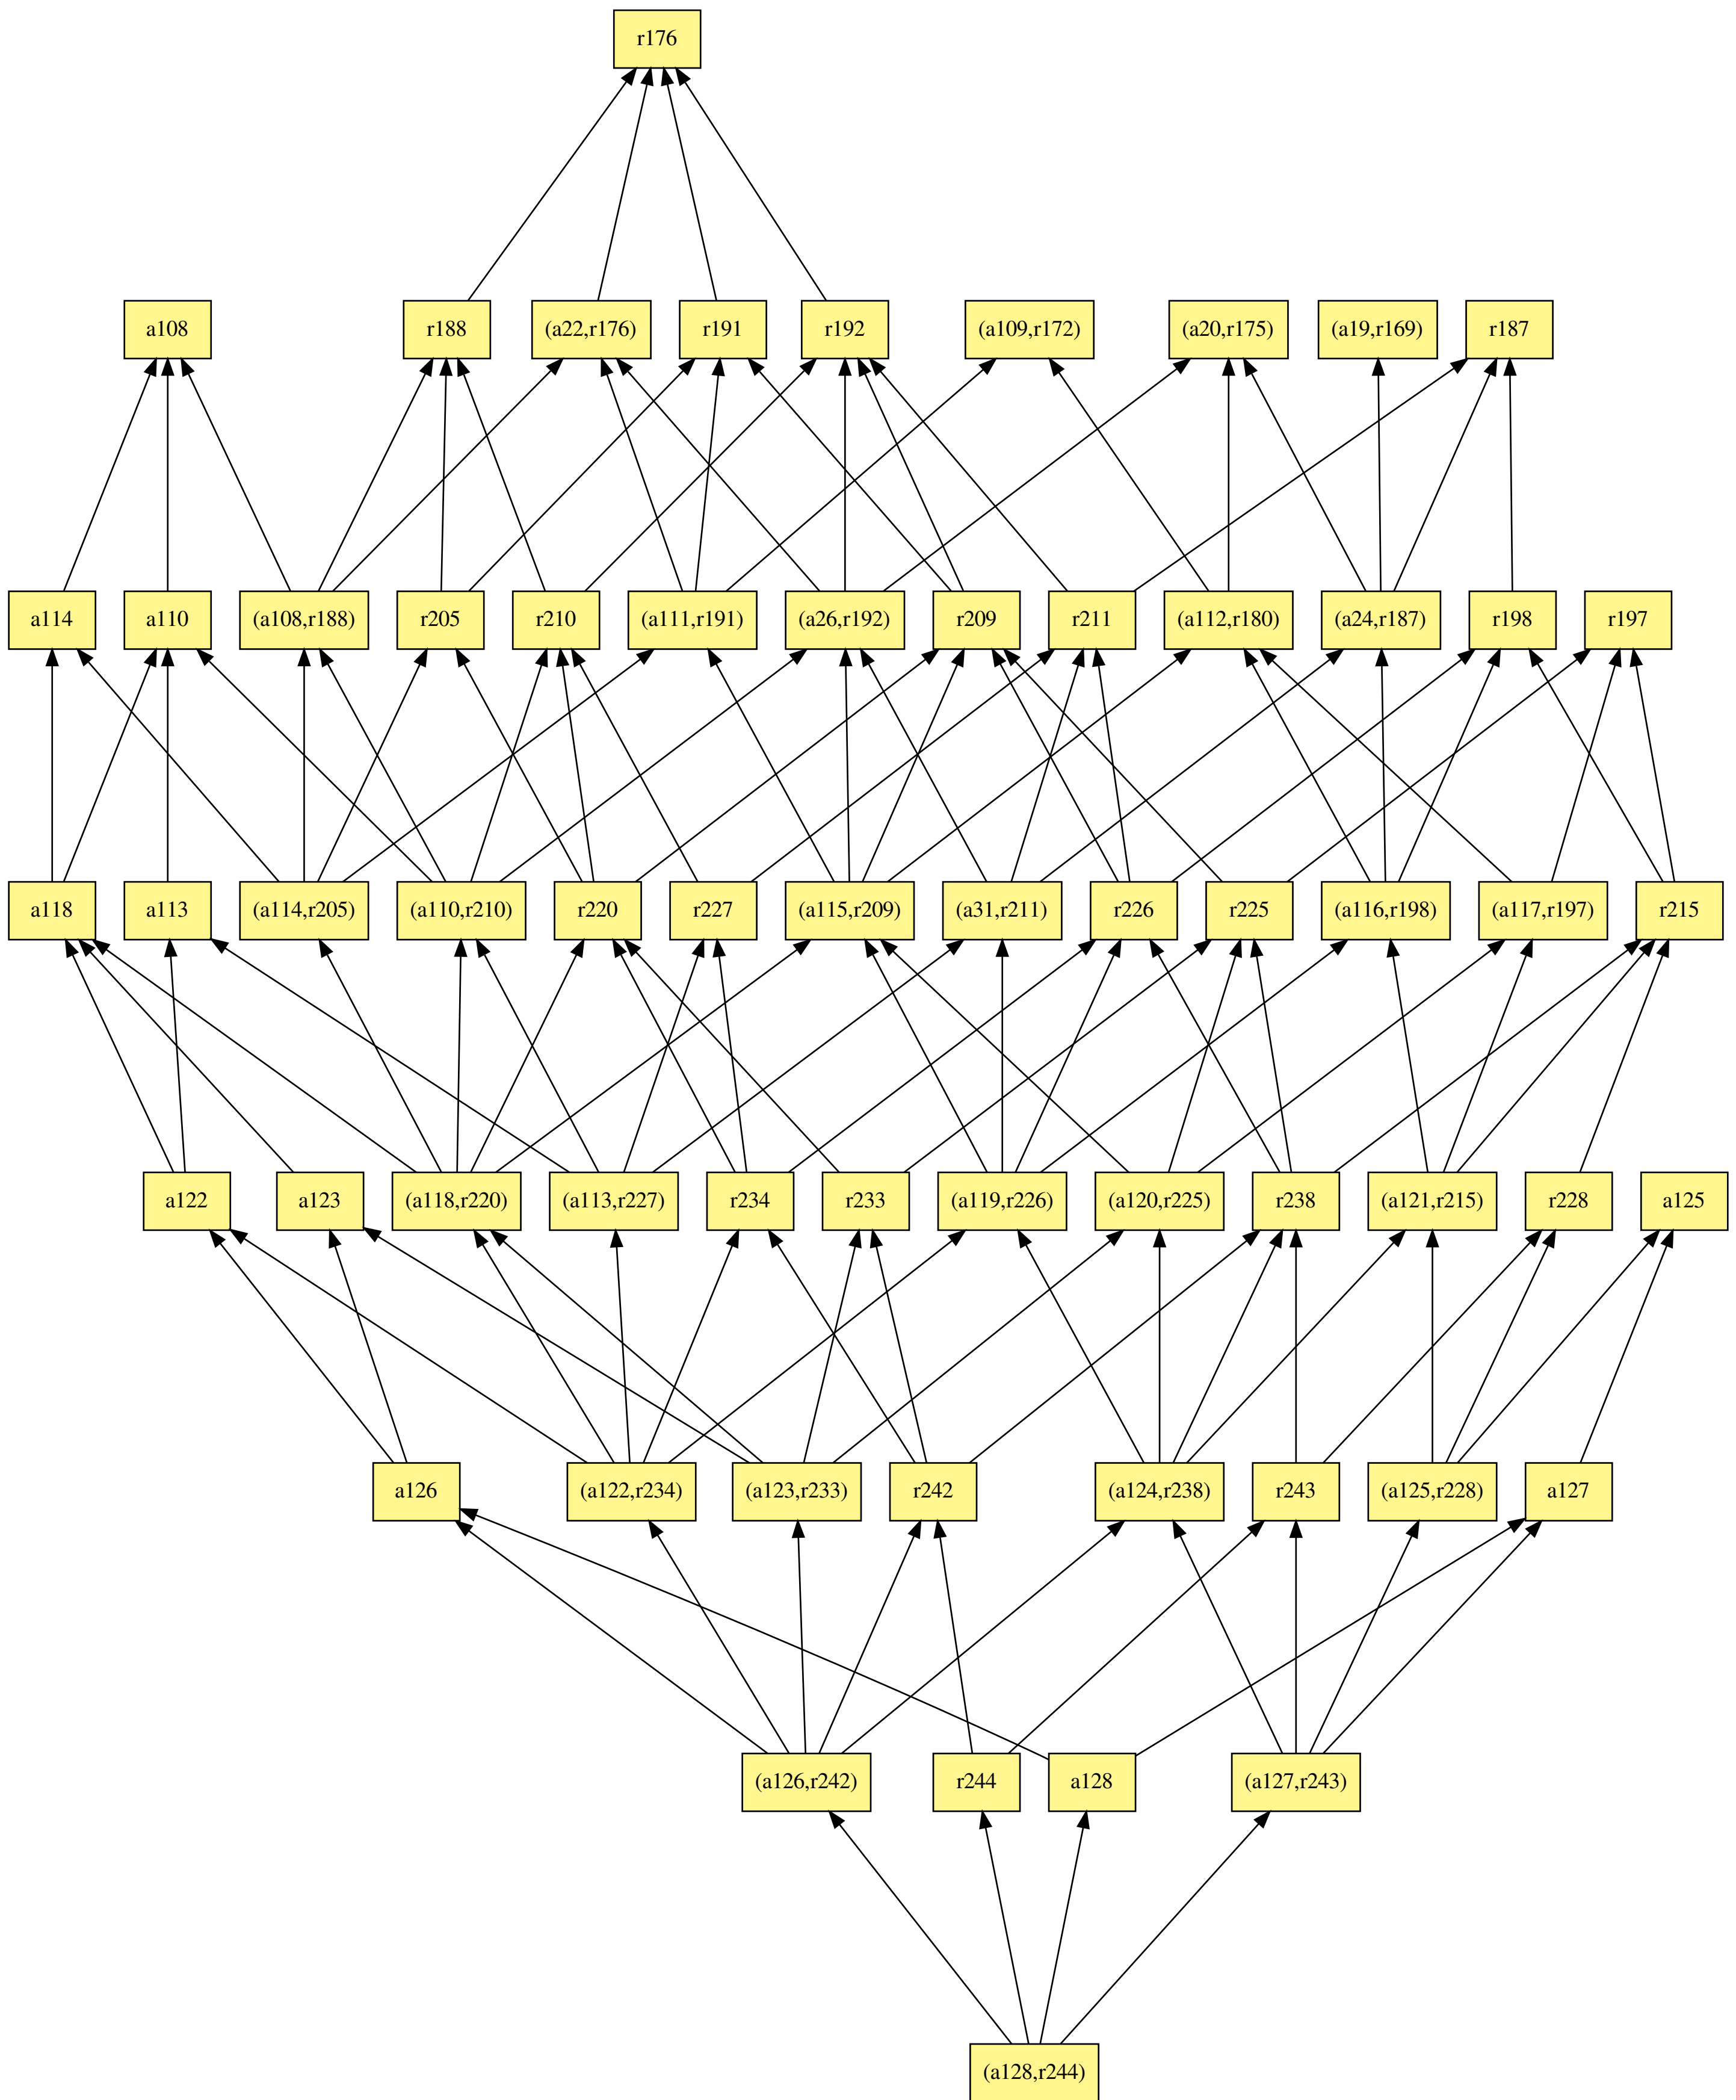 r176
a108 r188 (a22,r176) r191 r192 (a109,r172) (a20,r175) (a19,r169) r187
a114 a110 (a108,r188) r205 r210 (a111,r191) (a26,r192) r209 r211 (a112,r180) (a24,r187) r198 r197
a118 a113 (a114,r205) (a110,r210) r220 r227 (a115,r209) (a31,r211) r226 r225 (a116,r198) (a117,r197) r215
a122 a123 (a118,r220) (a113,r227) r234 r233 (a119,r226) (a120,r225) r238 (a121,r215) r228 a125
a126 (a122,r234) (a123,r233) r242 (a124,r238) r243 (a125,r228) a127
(a126,r242) r244 a128 (a127,r243)
(a128,r244)